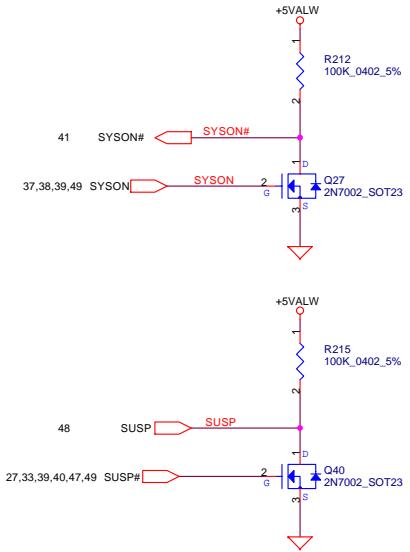 +5VALW
1
R212
100K_0402_5%
2
41 SYSON# SYSON#
1
D
Q27
37,38,39,49 SYSON SYSON 2
G
2N7002_SOT23
3
S
+5VALW
1
R215
100K_0402_5%
2
48 SUSP SUSP
1
D
Q40
27,33,39,40,47,49 SUSP# 2
G
2N7002_SOT23
3
S